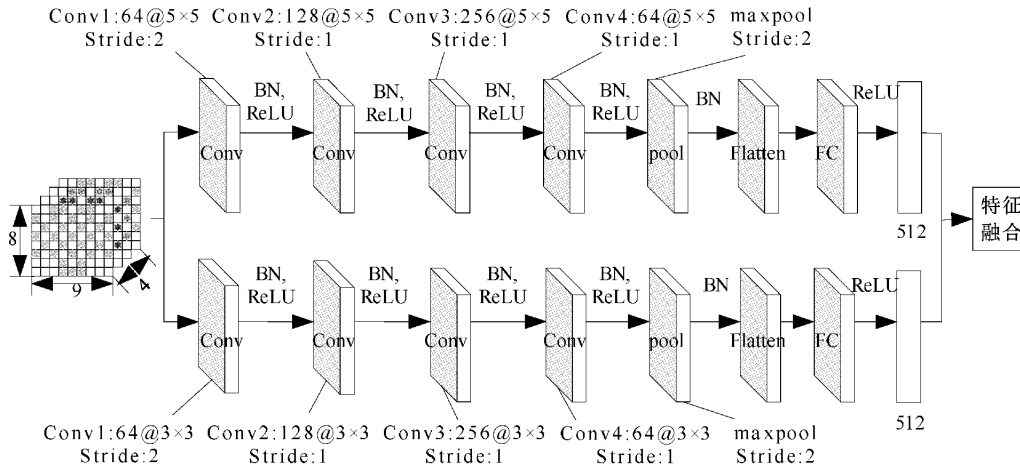 Conv1:64@5×5 Conv2:128@5×5 Conv3:256@5×5 Conv4:64@5×5 maxpool
Stride:2 Stride:1 Stride:1 Stride:1 Stride:2
BN, BN, BN, BN, BN ReLU
ReLU ReLU ReLU ReLU
Conv Conv Conv Conv pool Flatten FC
512
8
9
4
特征
融合
BN, BN, BN, BN, BN ReLU
ReLU ReLU ReLU ReLU
Conv Conv Conv Conv pool Flatten FC
512
Conv1:64@3×3 Conv2:128@3×3 Conv3:256@3×3 Conv4:64@3×3 maxpool
Stride:2 Stride:1 Stride:1 Stride:1 Stride:2